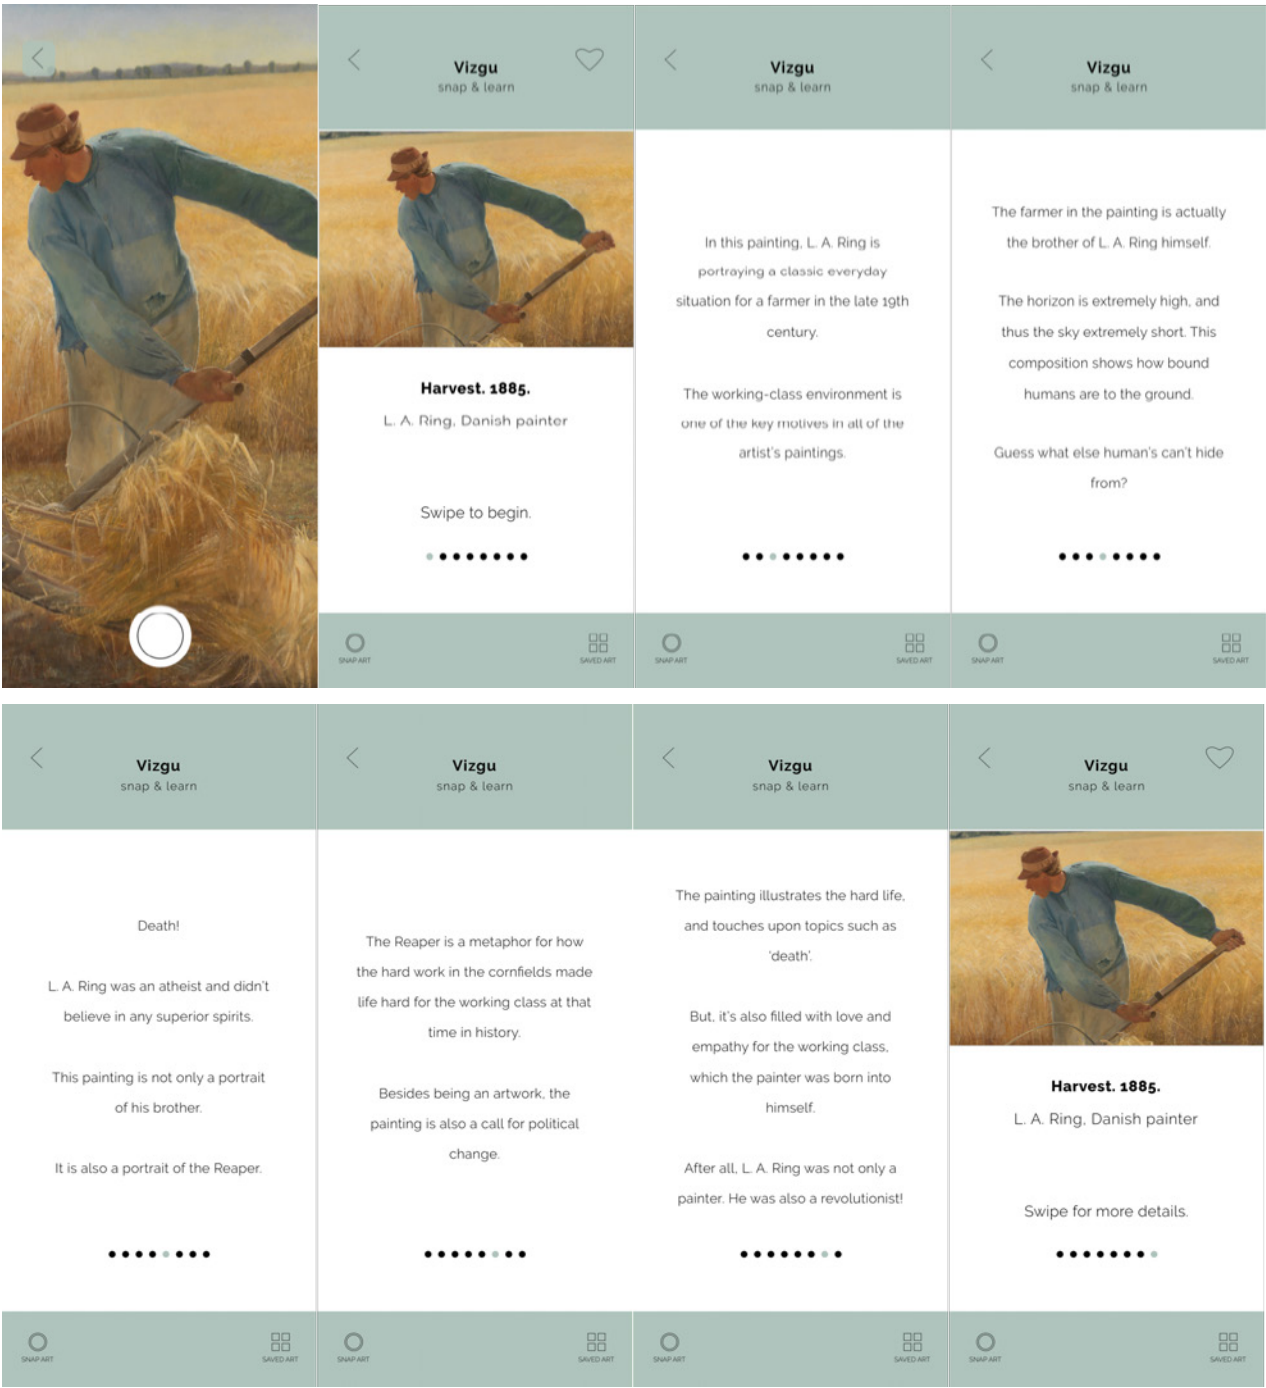 Vizgu
snap & learn
Harvest. 1885.
L. A. Ring, Danish painter
Swipe to begin.
SNAP ART
SAVED ART
Vizgu
snap & learn
In this painting, L. A. Ring is
portraying a classic everyday
situation for a farmer in the late 19th
century.
The working-class environment is
one of the key motives in all of the
artist's paintings.
SNAP ART
SAVED ART
Vizgu
snap & learn
The farmer in the painting is actually
the brother of L. A. Ring himself.
The horizon is extremely high, and
thus the sky extremely short. This
composition shows how bound
humans are to the ground.
Guess what else human's can't hide
from?
SNAP ART
SAVED ART
Vizgu
snap & learn
Death!
L. A. Ring was an atheist and didn't
believe in any superior spirits.
This painting is not only a portrait
of his brother.
It is also a portrait of the Reaper.
SNAP ART
SAVED ART
Vizgu
snap & learn
The Reaper is a metaphor for how
the hard work in the cornfields made
life hard for the working class at that
time in history.
Besides being an artwork, the
painting is also a call for political
change.
SNAP ART
SAVED ART
Vizgu
snap & learn
The painting illustrates the hard life,
and touches upon topics such as
'death'.
But, it's also filled with love and
empathy for the working class,
which the painter was born into
himself.
After all, L. A. Ring was not only a
painter. He was also a revolutionist!
SNAP ART
SAVED ART
Vizgu
snap & learn
Harvest. 1885.
L. A. Ring, Danish painter
Swipe for more details.
SNAP ART
SAVED ART